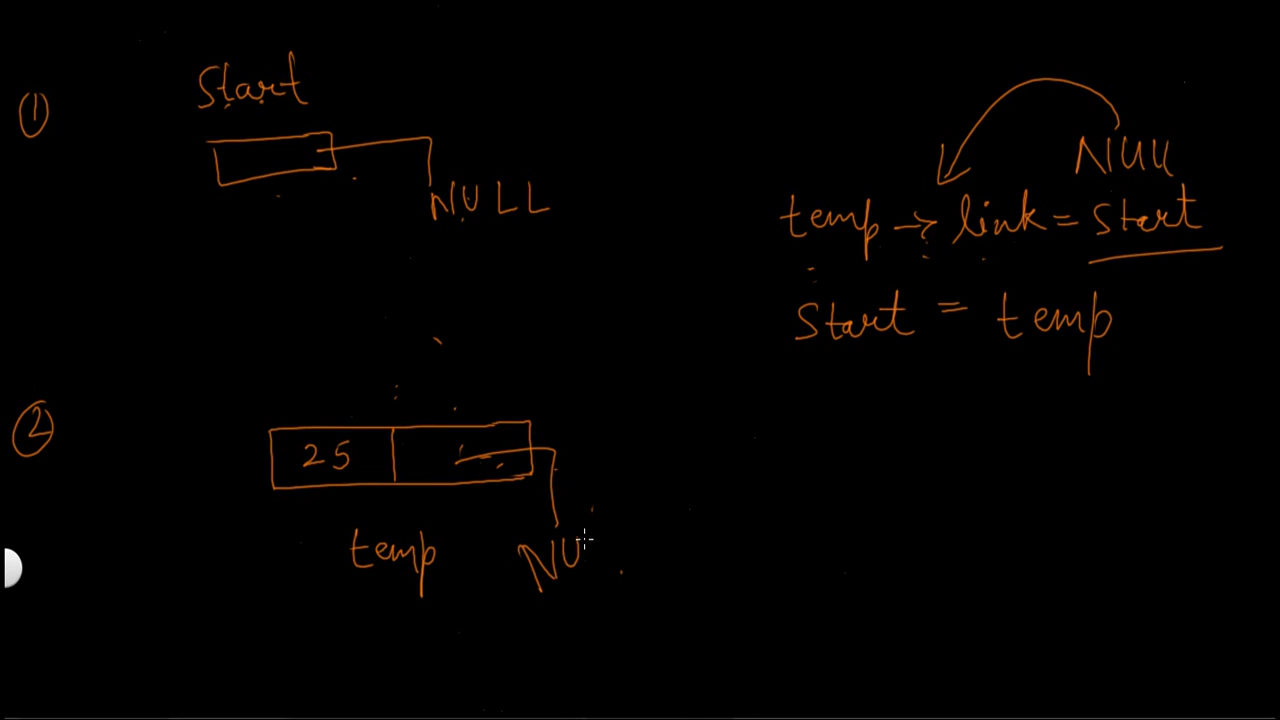 ① Start
NULL
NULL
temp → link = Start
Start = temp
② 25
temp NU